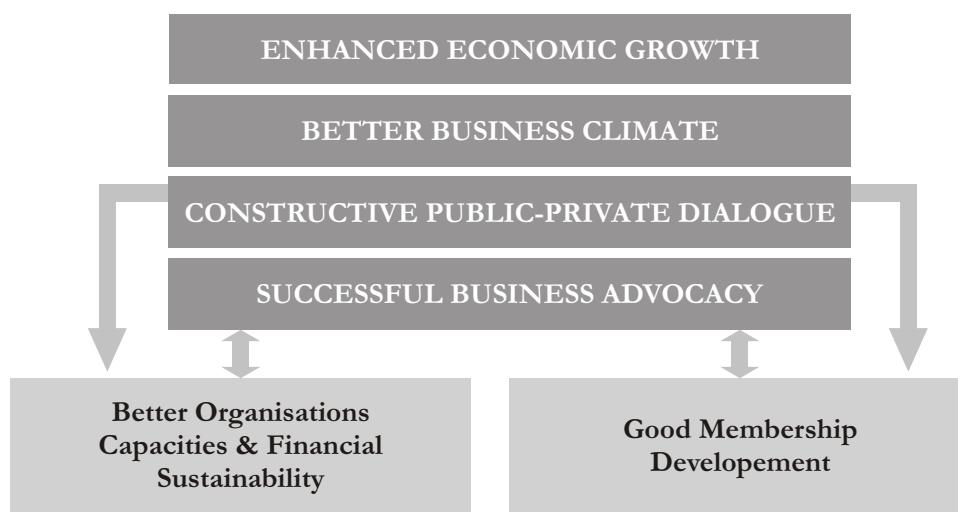 ENHANCED ECONOMIC GROWTH
BETTER BUSINESS CLIMATE
CONSTRUCTIVE PUBLIC-PRIVATE DIALOGUE
SUCCESSFUL BUSINESS ADVOCACY
Better Organisations
Capacities & Financial
Sustainability
Good Membership
Developement